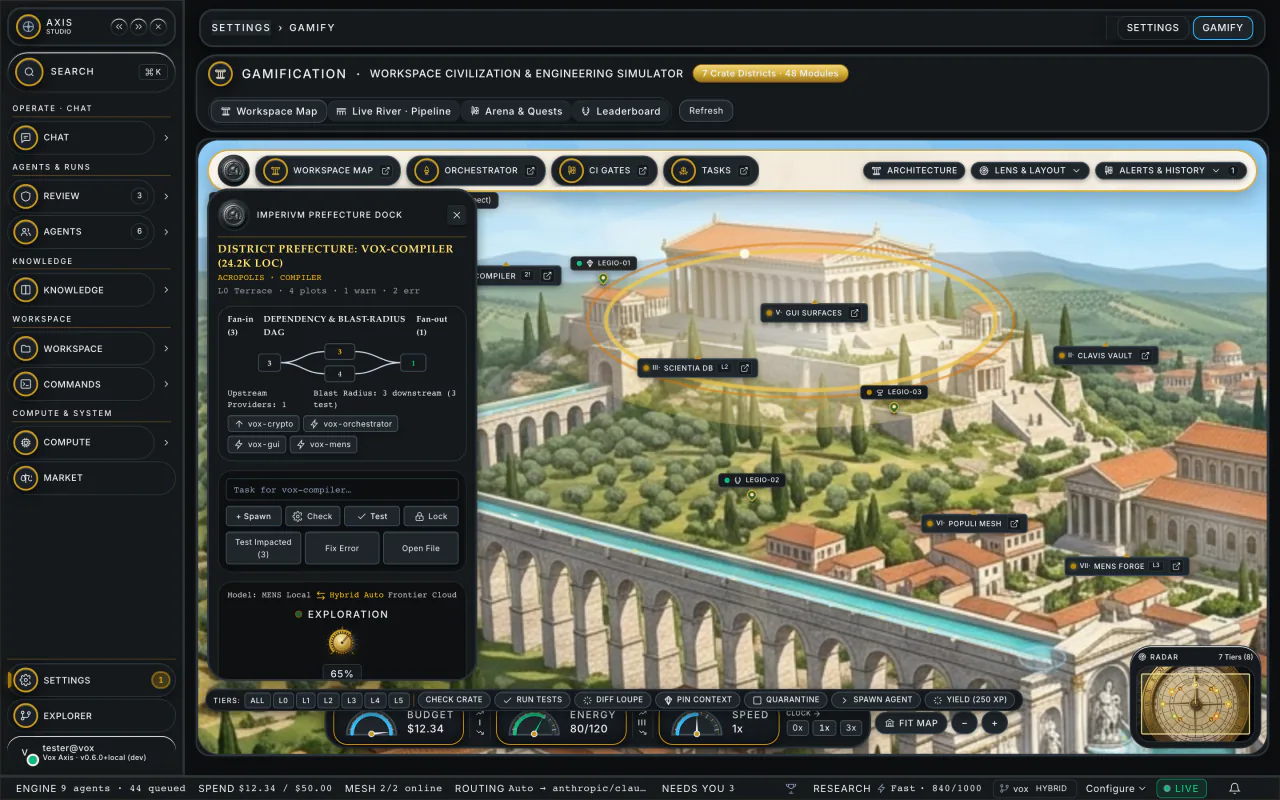 AXIS
STUDIO
SEARCH
⌘K
OPERATE · CHAT
CHAT
AGENTS & RUNS
REVIEW 3
AGENTS 6
KNOWLEDGE
KNOWLEDGE
WORKSPACE
WORKSPACE
COMMANDS
COMPUTE & SYSTEM
COMPUTE
MARKET
SETTINGS 1
EXPLORER
tester@vox
Vox Axis · v0.6.0+local (dev)
SETTINGS › GAMIFY
SETTINGS GAMIFY
GAMIFICATION · WORKSPACE CIVILIZATION & ENGINEERING SIMULATOR 7 Crate Districts · 48 Modules
Workspace Map Live River · Pipeline Arena & Quests Leaderboard Refresh
WORKSPACE MAP ORCHESTRATOR CI GATES TASKS ARCHITECTURE LENS & LAYOUT ALERTS & HISTORY 1
ect)
IMPERIVM PREFECTURE DOCK
DISTRICT PREFECTURE: VOX-COMPILER
(24.2K LOC)
ACROPOLIS · COMPILER
L0 Terrace · 4 plots · 1 warn · 2 err
Fan-in (3)
DEPENDENCY & BLAST-RADIUS DAG
Fan-out (1)
3 3 4 1
Upstream Providers: 1
Blast Radius: 3 downstream (3 test)
vox-crypto vox-orchestrator
vox-gui vox-mens
Task for vox-compiler…
+ Spawn Check Test Lock
Test Impacted (3) Fix Error Open File
Model: MENS Local Hybrid Auto Frontier Cloud
EXPLORATION
65%
COMPILER 2!
LEGIO-01
V· GUI SURFACES
III· SCIENTIA DB L2
II· CLAVIS VAULT
LEGIO-03
LEGIO-02
VI· POPULI MESH
VII· MENS FORGE L3
RADAR 7 Tiers (8)
TIERS: ALL L0 L1 L2 L3 L4 L5 CHECK CRATE RUN TESTS DIFF LOUPE PIN CONTEXT QUARANTINE SPAWN AGENT YIELD (250 XP)
BUDGET
$12.34
I
ENERGY
80/120
III
SPEED
1x
CLOCK →
0x 1x 3x
FIT MAP − +
ENGINE 9 agents · 44 queued SPEND $12.34 / $50.00 MESH 2/2 online ROUTING Auto → anthropic/clau… NEEDS YOU 3 RESEARCH Fast · 840/1000 vox HYBRID Configure LIVE